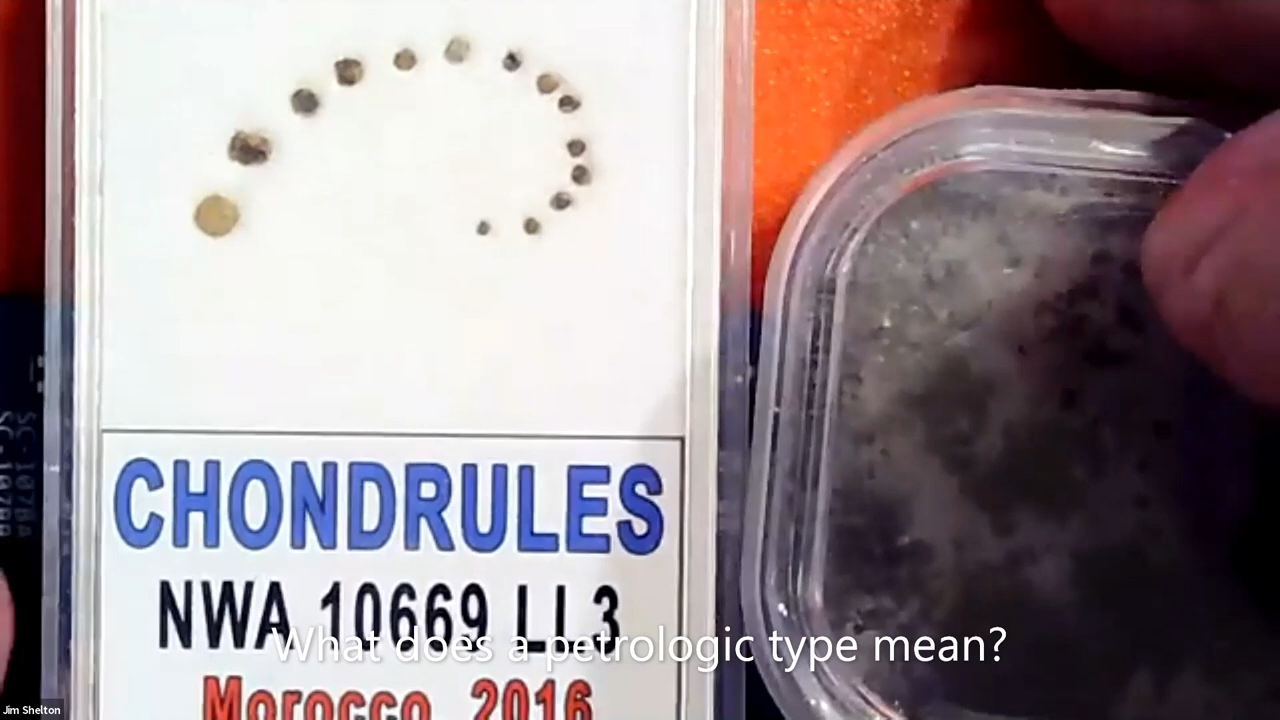 CHONDRULES
NWA 10669 LL3
What does a petrologic type mean?
Morocco 2016
Jim Shelton